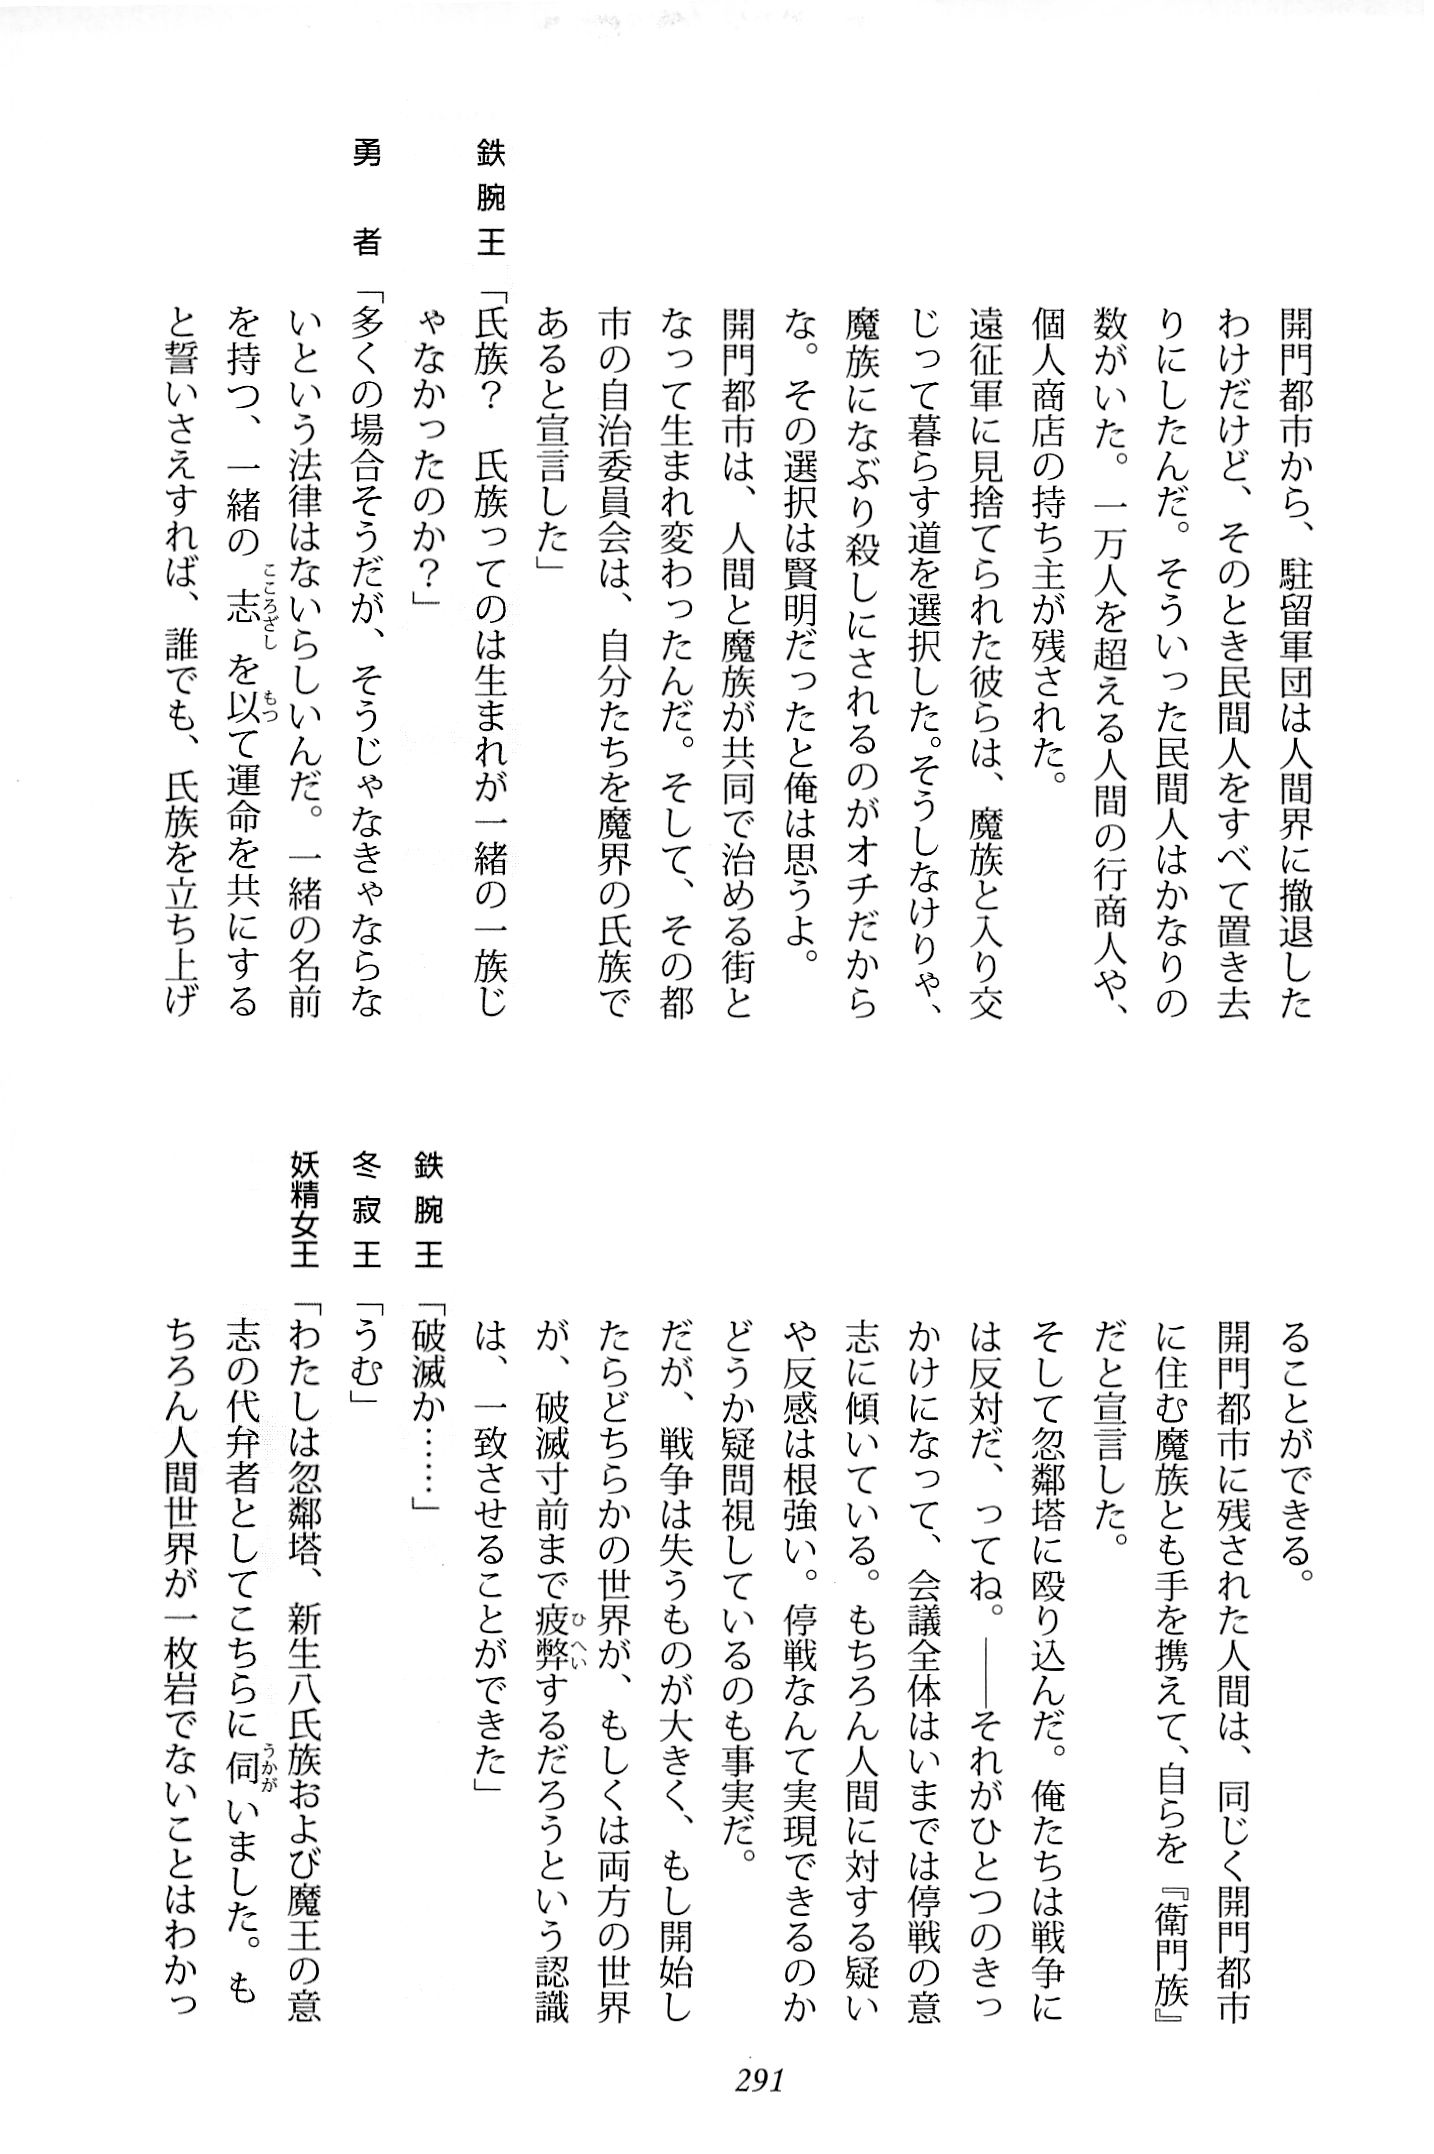 開門都市から、駐留軍団は人間界に撤退した
わけだけど、そのとき民間人をすべて置き去
りにしたんだ。そういった民間人はかなりの
数がいた。一万人を超える人間の行商人や、
個人商店の持ち主が残された。
遠征軍に見捨てられた彼らは、魔族と入り交
じって暮らす道を選択した。そうしなけりゃ、
魔族になぶり殺しにされるのがオチだから
な。その選択は賢明だったと俺は思うよ。
開門都市は、人間と魔族が共同で治める街と
なって生まれ変わったんだ。そして、その都
市の自治委員会は、自分たちを魔界の氏族で
あると宣言した」
鉄腕王「氏族？　氏族ってのは生まれが一緒の一族じ
ゃなかったのか？」
勇者「多くの場合そうだが、そうじゃなきゃならな
いという法律はないらしいんだ。一緒の名前
を持つ、一緒の志こころざしを以もって運命を共にする
と誓いさえすれば、誰でも、氏族を立ち上げ
ることができる。
開門都市に残された人間は、同じく開門都市
に住む魔族とも手を携えて、自らを『衛門族』
だと宣言した。
そして忽鄰塔に殴り込んだ。俺たちは戦争に
は反対だ、ってね。――それがひとつのきっ
かけになって、会議全体はいまでは停戦の意
志に傾いている。もちろん人間に対する疑い
や反感は根強い。停戦なんて実現できるのか
どうか疑問視しているのも事実だ。
だが、戦争は失うものが大きく、もし開始し
たらどちらかの世界が、もしくは両方の世界
が、破滅寸前まで疲弊ひへいするだろうという認識
は、一致させることができた」
鉄腕王「破滅か……」
冬寂王「うむ」
妖精女王「わたしは忽鄰塔、新生八氏族および魔王の意
志の代弁者としてこちらに伺うかがいました。も
ちろん人間世界が一枚岩でないことはわかっ
291